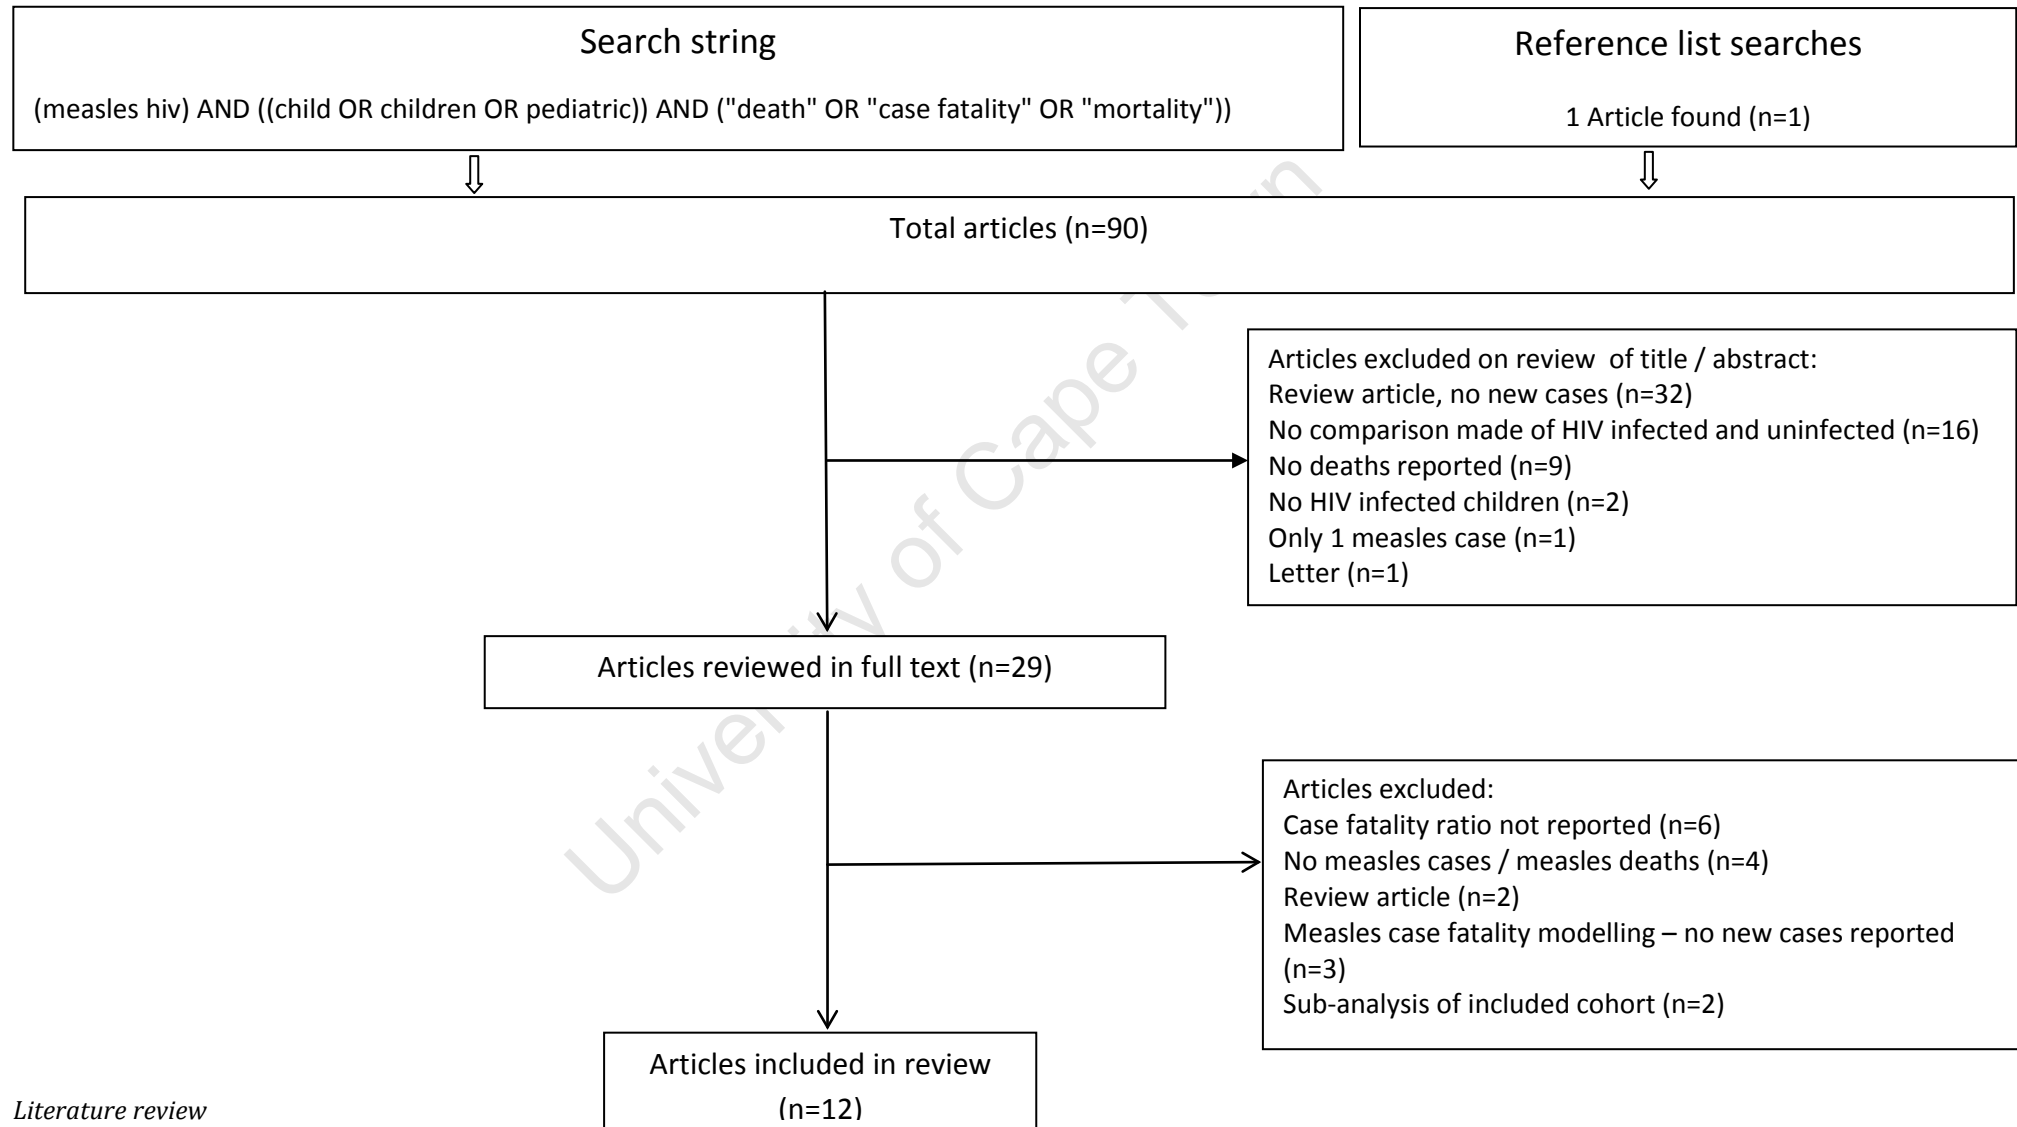 Search string
(measles hiv) AND ((child OR children OR pediatric)) AND ("death" OR "case fatality" OR "mortality"))
Reference list searches
1 Article found (n=1)
Total articles (n=90)
Articles excluded on review of title / abstract:
Review article, no new cases (n=32)
No comparison made of HIV infected and uninfected (n=16)
No deaths reported (n=9)
No HIV infected children (n=2)
Only 1 measles case (n=1)
Letter (n=1)
Articles reviewed in full text (n=29)
Articles excluded:
Case fatality ratio not reported (n=6)
No measles cases / measles deaths (n=4)
Review article (n=2)
Measles case fatality modelling – no new cases reported
(n=3)
Sub-analysis of included cohort (n=2)
Articles included in review
(n=12)
Literature review
University of Cape Town